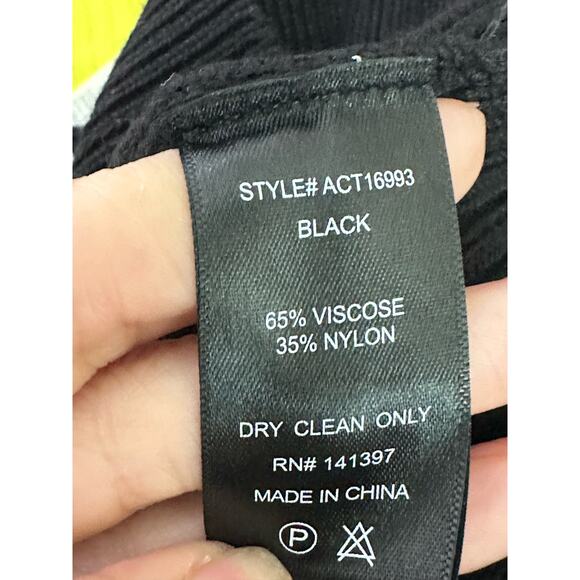 STYLE# ACT16993
BLACK
65% VISCOSE
35% NYLON
DRY CLEAN ONLY
RN# 141397
MADE IN CHINA
P